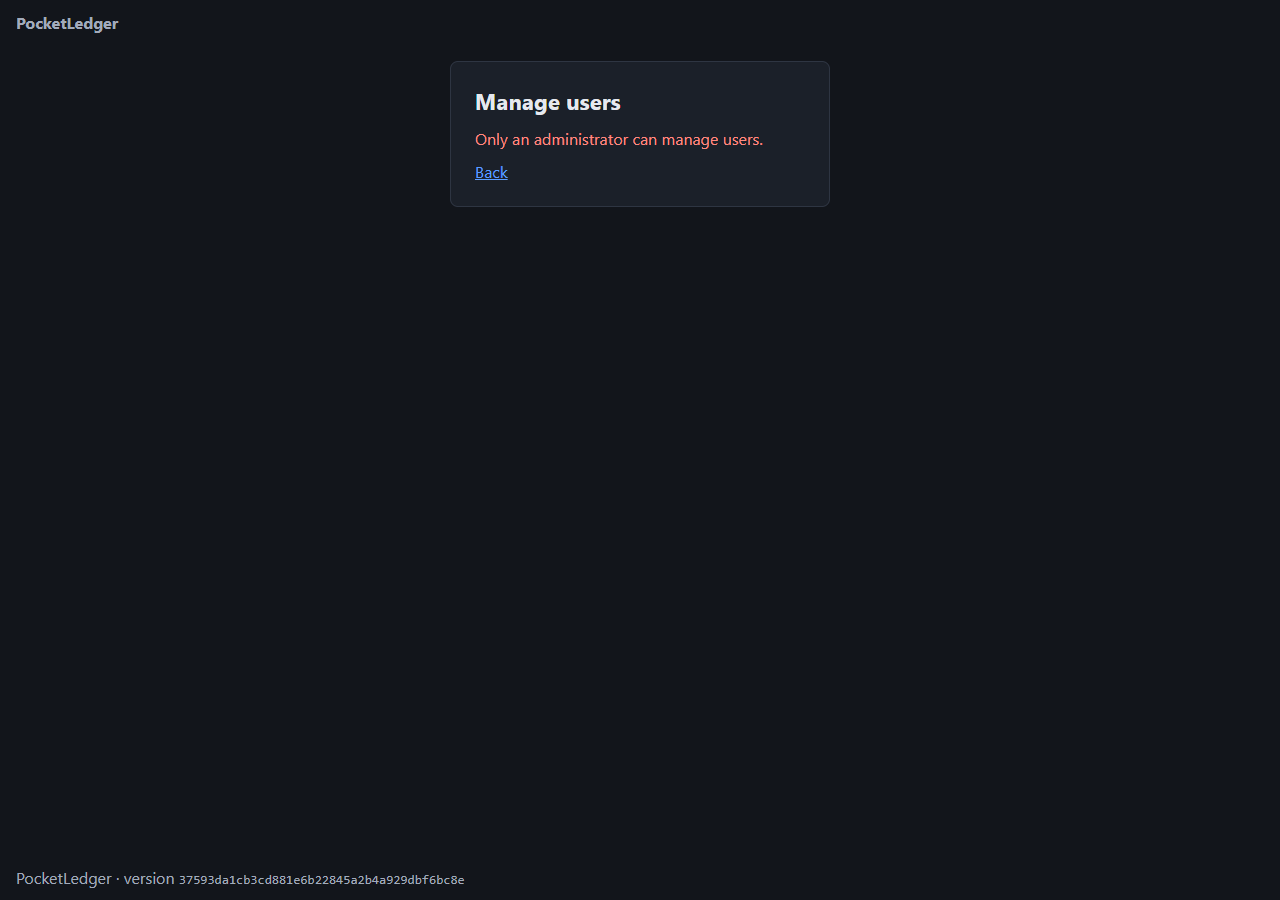 PocketLedger
Manage users
Only an administrator can manage users.
Back
PocketLedger · version 37593da1cb3cd881e6b22845a2b4a929dbf6bc8e